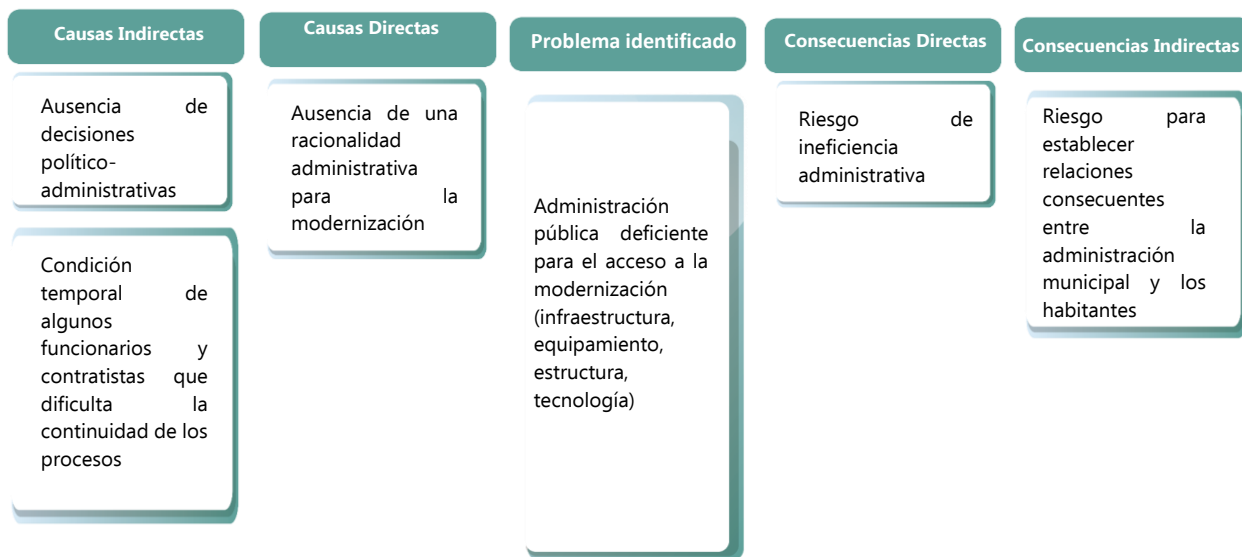 Causas Indirectas
Ausencia de
decisiones
político-
administrativas
Condición
temporal de
algunos
funcionarios y
contratistas que
dificulta la
continuidad de los
procesos
Causas Directas
Ausencia de una
racionalidad
administrativa
para la
modernización
Problema identificado
Administración
pública deficiente
para el acceso a la
modernización
(infraestructura,
equipamiento,
estructura,
tecnología)
Consecuencias Directas
Riesgo de
ineficiencia
administrativa
Consecuencias Indirectas
Riesgo para
establecer
relaciones
consecuentes
entre la
administración
municipal y los
habitantes